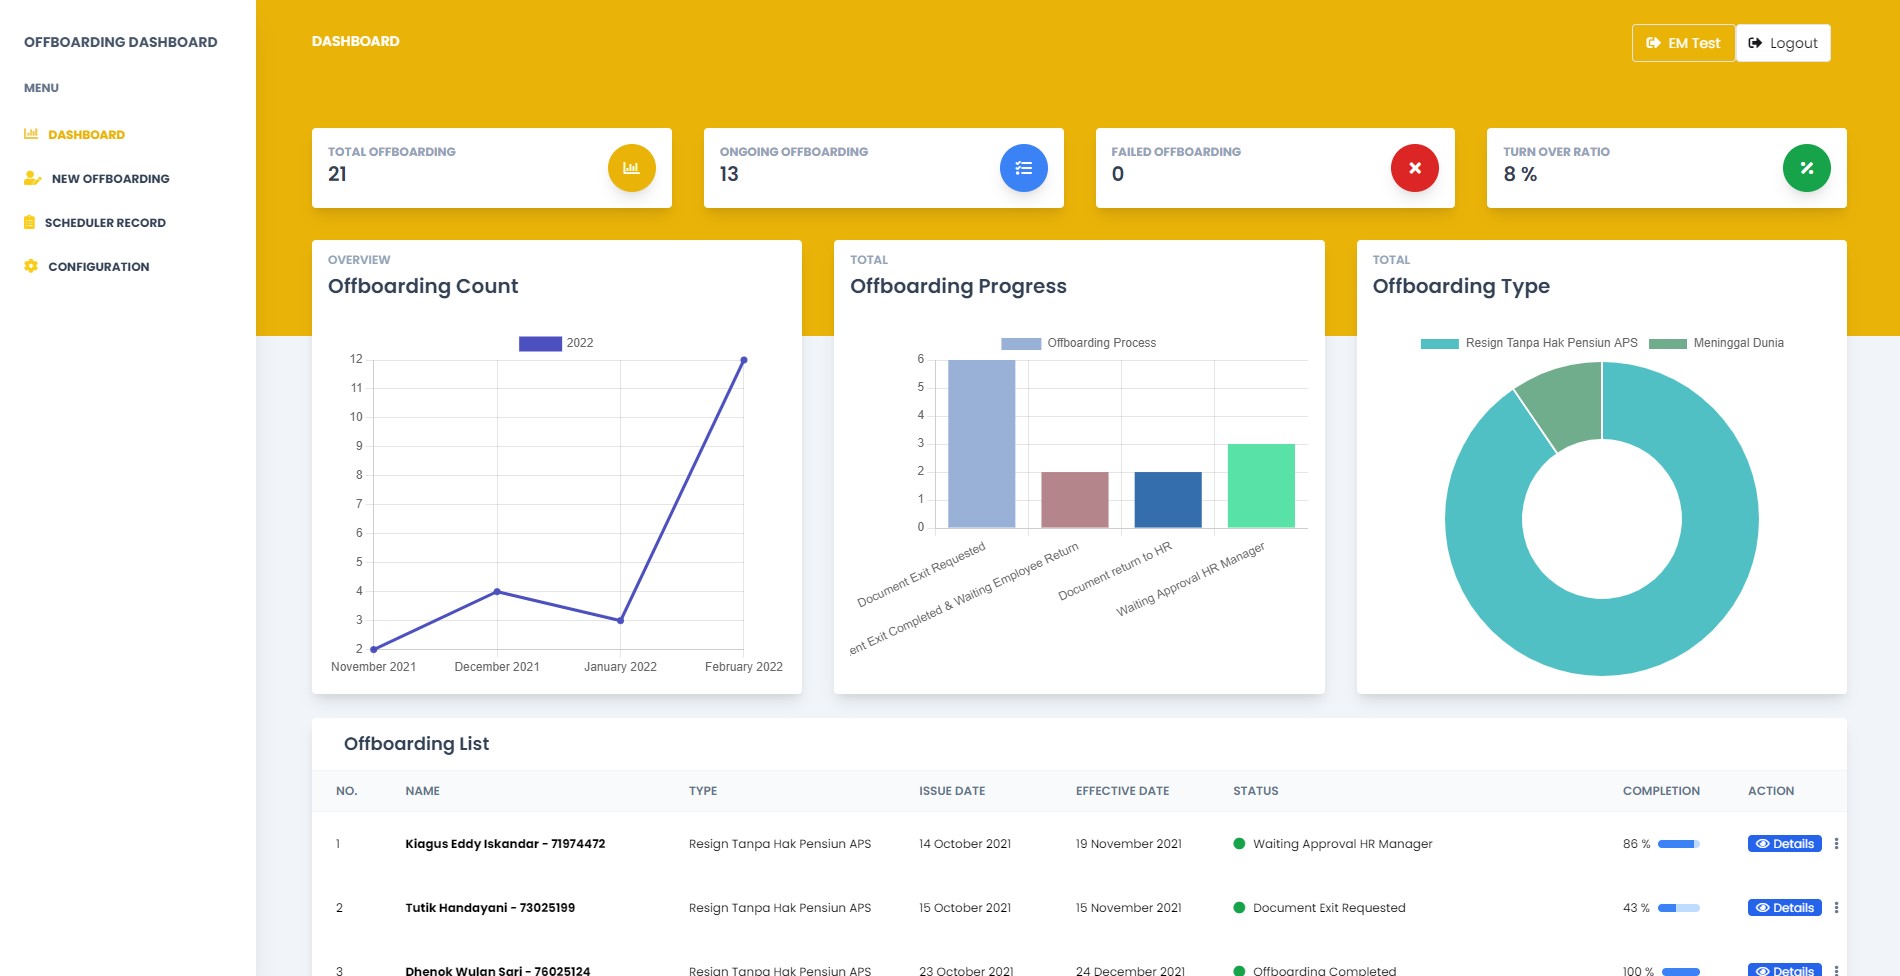 OFFBOARDING DASHBOARD
MENU
DASHBOARD
NEW OFFBOARDING
SCHEDULER RECORD
CONFIGURATION
DASHBOARD
EM Test
Logout
TOTAL OFFBOARDING
21
ONGOING OFFBOARDING
13
FAILED OFFBOARDING
0
TURN OVER RATIO
8 %
OVERVIEW
Offboarding Count
2022
12
11
10
9
8
7
6
5
4
3
2
November 2021 December 2021 January 2022 February 2022
TOTAL
Offboarding Progress
Offboarding Process
6
5
4
3
2
1
0
Document Exit Requested
ent Exit Completed & Waiting Employee Return
Document return to HR
Waiting Approval HR Manager
TOTAL
Offboarding Type
Resign Tanpa Hak Pensiun APS Meninggal Dunia
Offboarding List
NO. NAME TYPE ISSUE DATE EFFECTIVE DATE STATUS COMPLETION ACTION
1 Kiagus Eddy Iskandar - 71974472 Resign Tanpa Hak Pensiun APS 14 October 2021 19 November 2021 Waiting Approval HR Manager 86 % Details
2 Tutik Handayani - 73025199 Resign Tanpa Hak Pensiun APS 15 October 2021 15 November 2021 Document Exit Requested 43 % Details
3 Dhenok Wulan Sari - 76025124 Resign Tanpa Hak Pensiun APS 23 October 2021 24 December 2021 Offboarding Completed 100 % Details